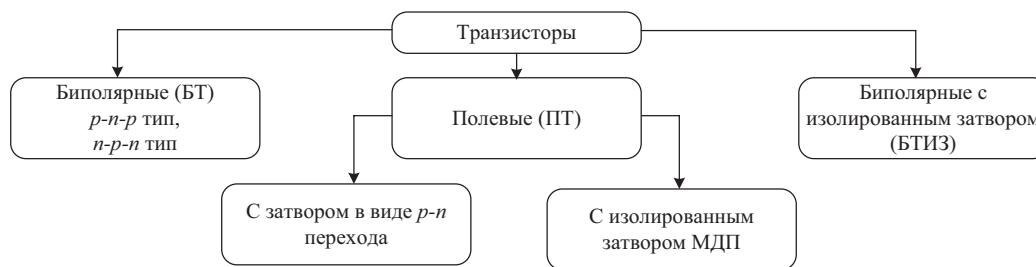 Транзисторы
Биполярные (БТ)
p-n-p тип,
n-p-n тип
Полевые (ПТ)
Биполярные с
изолированным затвором
(БТИЗ)
С затвором в виде p-n
перехода
С изолированным
затвором МДП